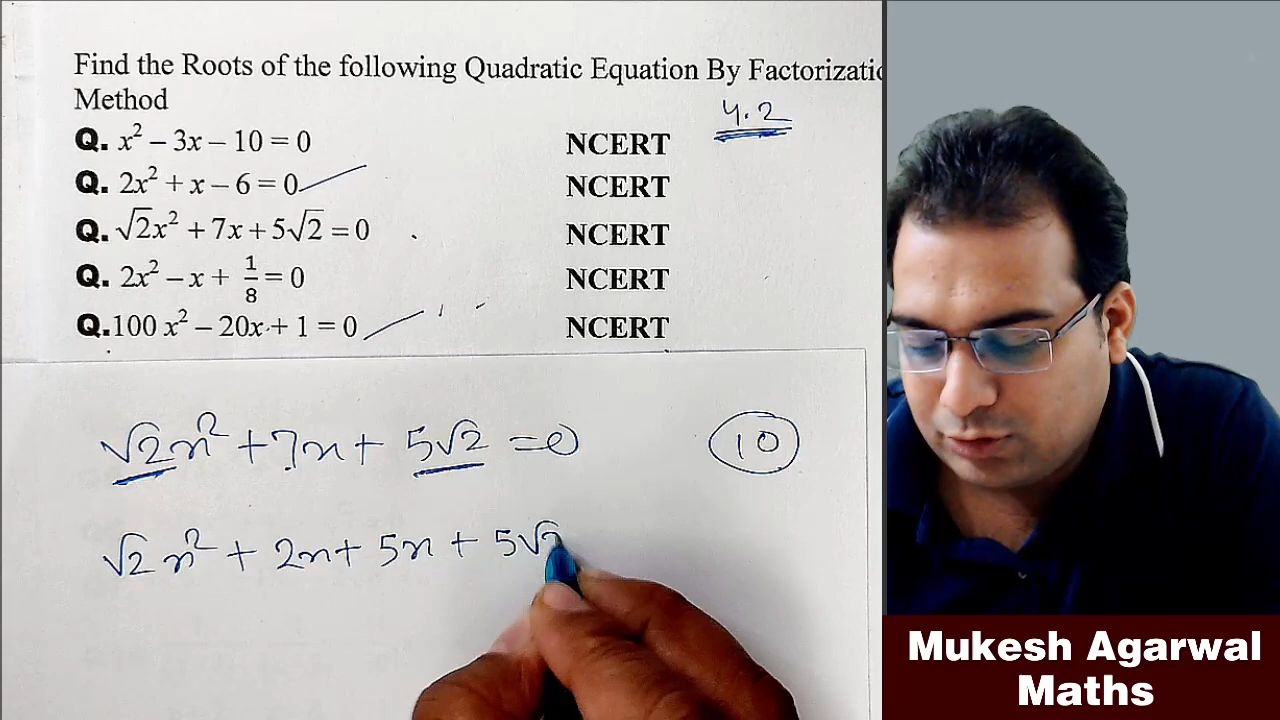 Find the Roots of the following Quadratic Equation By Factorizatio
Method
4.2
Q. x² – 3x – 10 = 0 NCERT
Q. 2x² + x – 6 = 0 NCERT
Q. √2x² + 7x + 5√2 = 0 NCERT
Q. 2x² – x + 1/8 = 0 NCERT
Q.100 x² – 20x + 1 = 0 NCERT
√2x² + 7x + 5√2 = 0 10
√2x² + 2x + 5x + 5√2
Mukesh Agarwal
Maths